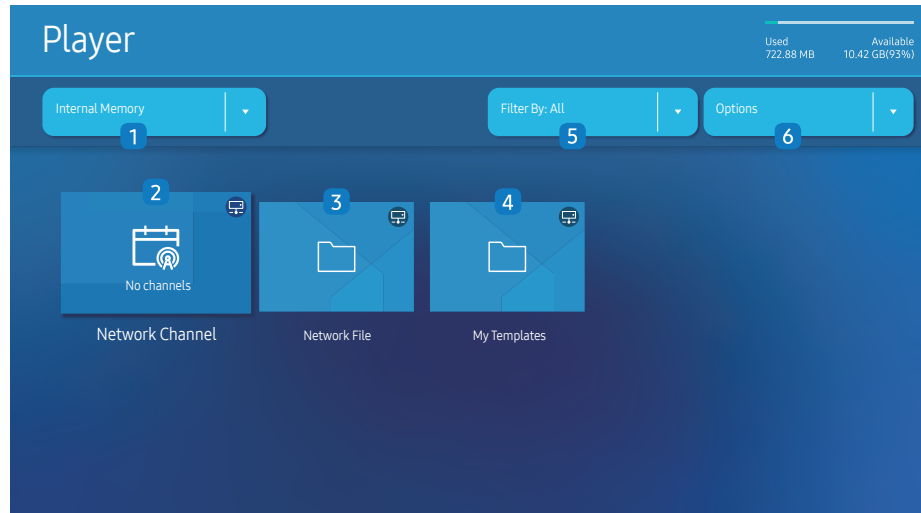 Player
Used
722.88 MB
Available
10.42 GB(93%)
Internal Memory
1
Filter By: All
5
Options
6
2
No channels
Network Channel
3
Network File
4
My Templates